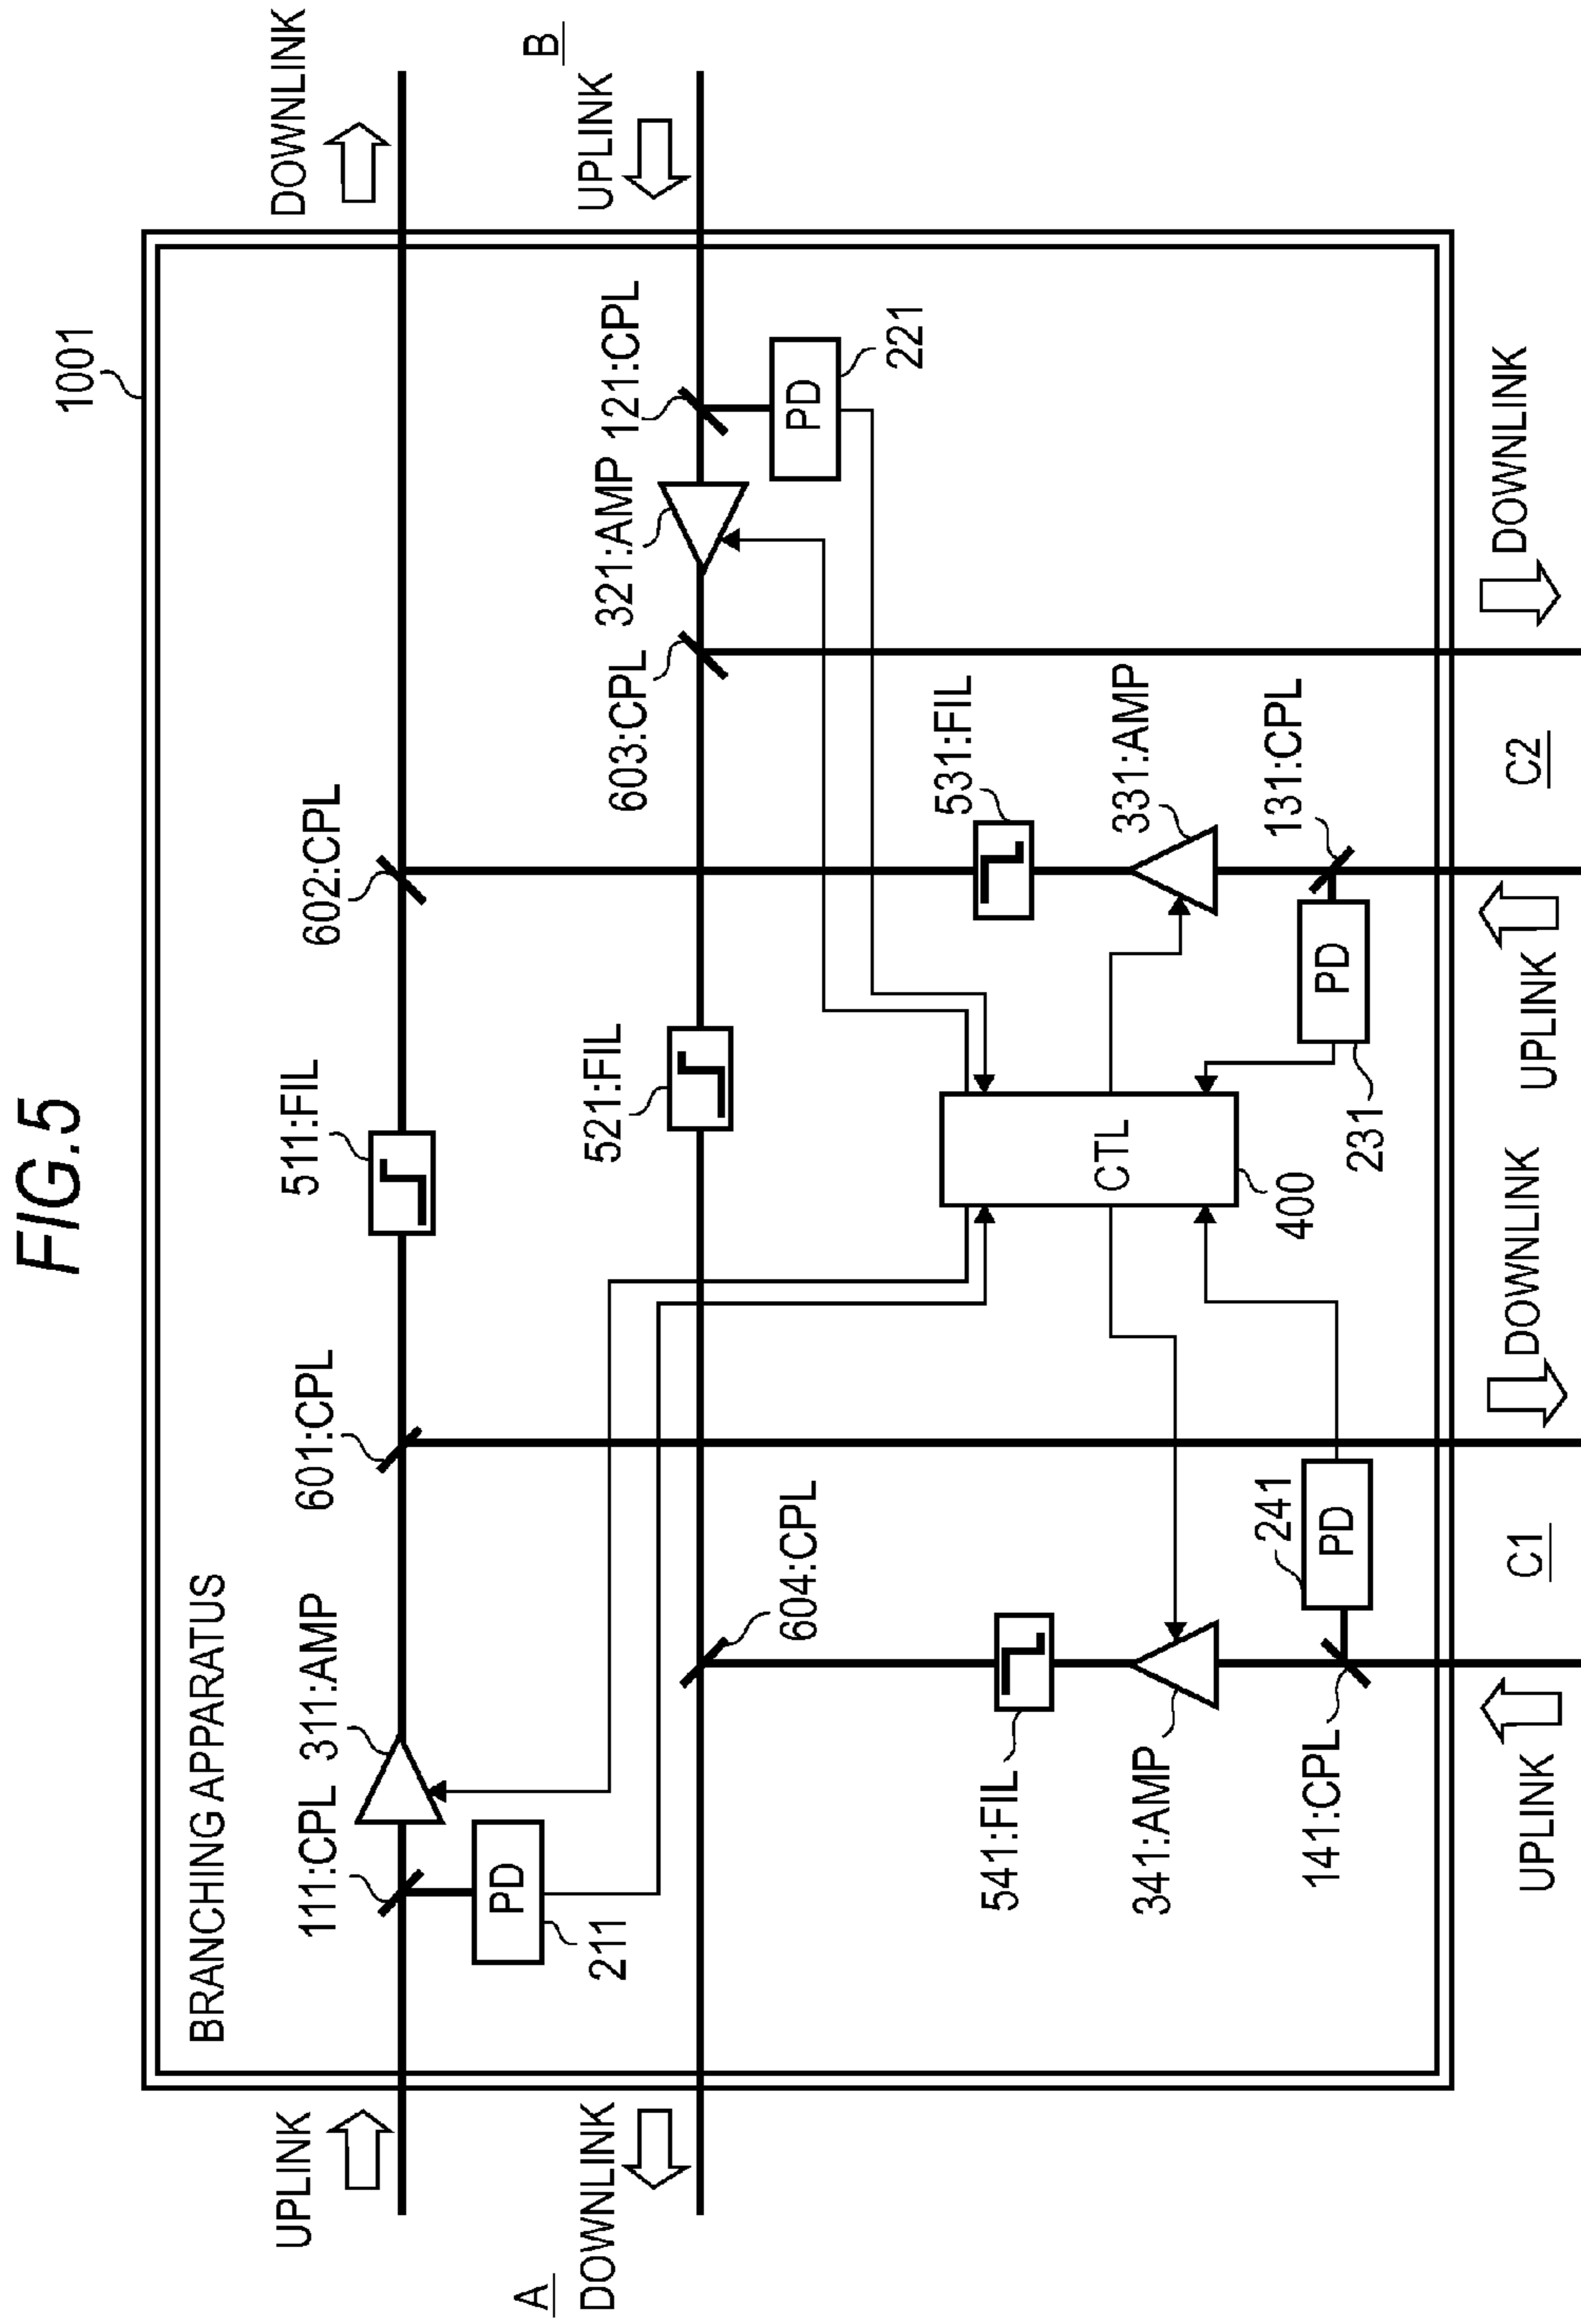 FIG.5
1001
BRANCHING APPARATUS
UPLINK
DOWNLINK
111:CPL
311:AMP
601:CPL
511:FIL
602:CPL
PD
211
A
DOWNLINK
B
UPLINK
604:CPL
521:FIL
603:CPL
321:AMP
121:CPL
PD
221
541:FIL
341:AMP
141:CPL
PD
241
CTL
400
531:FIL
331:AMP
131:CPL
PD
231
UPLINK
C1
DOWNLINK
UPLINK
C2
DOWNLINK